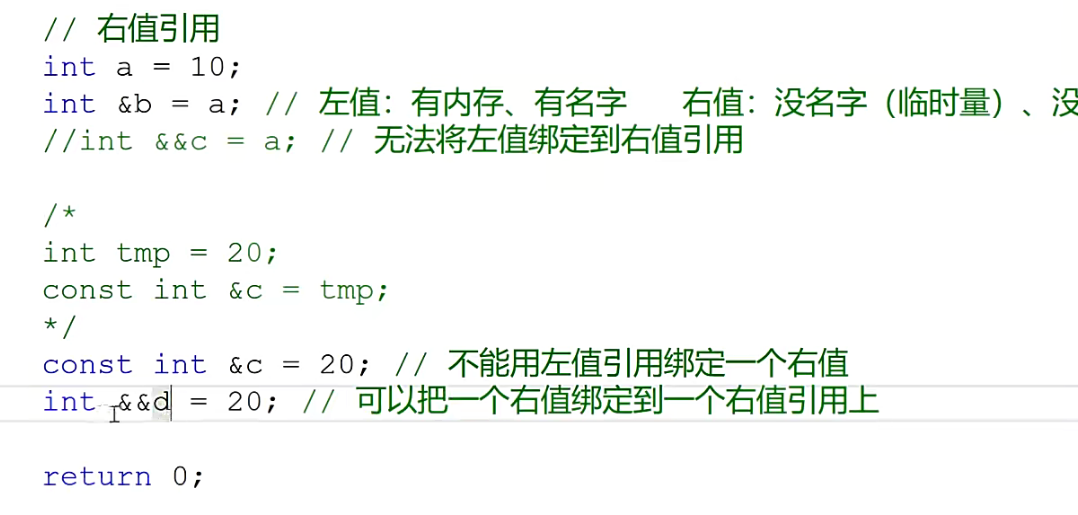 // 右值引用
int a = 10;
int &b = a; // 左值：有内存、有名字 右值：没名字（临时量）、没
//int &&c = a; // 无法将左值绑定到右值引用
/*
int tmp = 20;
const int &c = tmp;
*/
const int &c = 20; // 不能用左值引用绑定一个右值
int &&d = 20; // 可以把一个右值绑定到一个右值引用上
return 0;